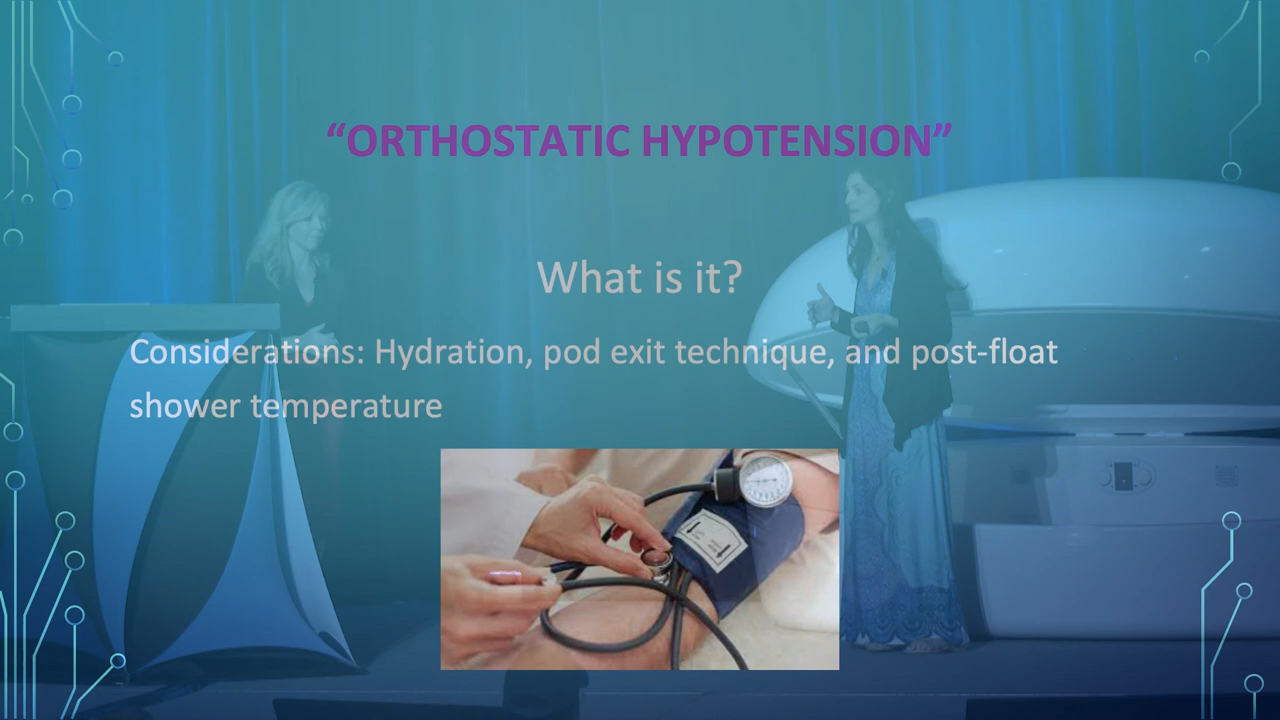 “ORTHOSTATIC HYPOTENSION”
What is it?
Considerations: Hydration, pod exit technique, and post-float
shower temperature